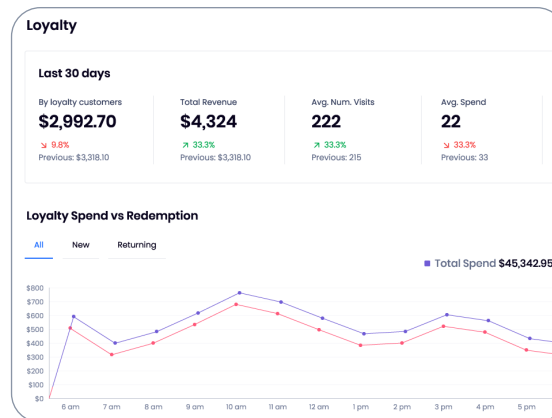 Loyalty
Last 30 days
By loyalty customers Total Revenue Avg. Num. Visits Avg. Spend
$2,992.70 $4,324 222 22
9.8% 33.3% 33.3% 33.3%
Previous: $3,318.10 Previous: $3,318.10 Previous: 215 Previous: 33
Loyalty Spend vs Redemption
All New Returning
Total Spend $45,342.95
$800
$700
$600
$500
$400
$300
$200
$100
$0
6 am 7 am 8 am 9 am 10 am 11 am 12 am 1 pm 2 pm 3 pm 4 pm 5 pm